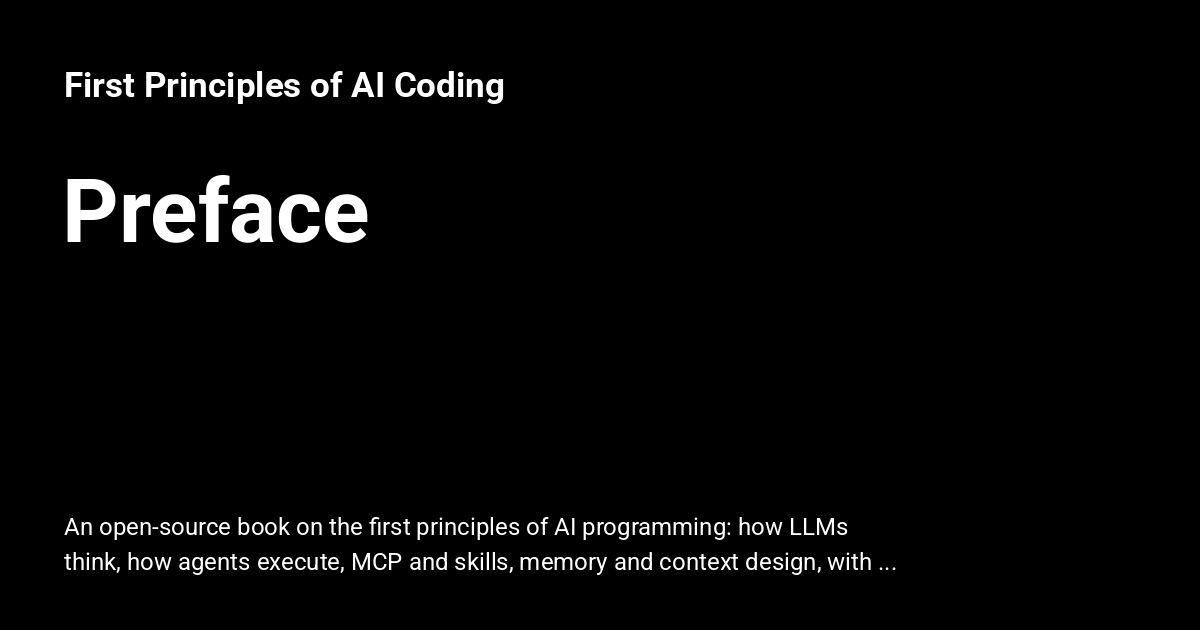 First Principles of AI Coding
Preface
An open-source book on the first principles of AI programming: how LLMs
think, how agents execute, MCP and skills, memory and context design, with ...